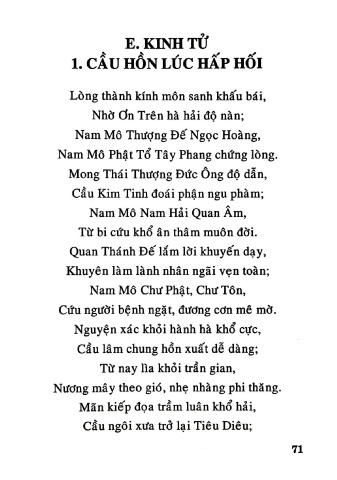 E. KINH TỬ
1. CẦU HỒN LÚC HẤP HỐI
Lòng thành kính môn sanh khấu bái,
Nhờ Ơn Trên hà hải độ nàn;
Nam Mô Thượng Đế Ngọc Hoàng,
Nam Mô Phật Tổ Tây Phang chứng lòng.
Mong Thái Thượng Đức Ông độ dẫn,
Cầu Kim Tinh đoái phận ngu phàm;
Nam Mô Nam Hải Quan Âm,
Từ bi cứu khổ ân thâm muôn đời.
Quan Thánh Đế lắm lời khuyến dạy,
Khuyên làm lành nhân ngãi vẹn toàn;
Nam Mô Chư Phật, Chư Tôn,
Cứu người bệnh ngặt, đương cơn mê mờ.
Nguyện xác khỏi hành hà khổ cực,
Cầu lâm chung hồn xuất dễ dàng;
Từ nay lìa khỏi trần gian,
Nương mây theo gió, nhẹ nhàng phi thăng.
Mãn kiếp đọa trầm luân khổ hải,
Cầu ngôi xưa trở lại Tiêu Diêu;
71